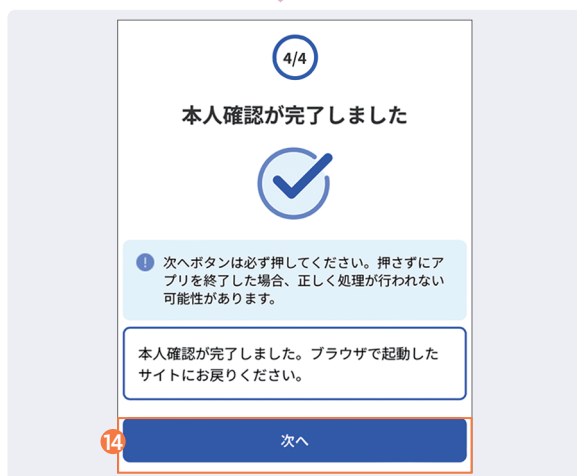 4/4
本人確認が完了しました
! 次へボタンは必ず押してください。押さずにア
プリを終了した場合、正しく処理が行われない
可能性があります。
本人確認が完了しました。ブラウザで起動した
サイトにお戻りください。
14 次へ